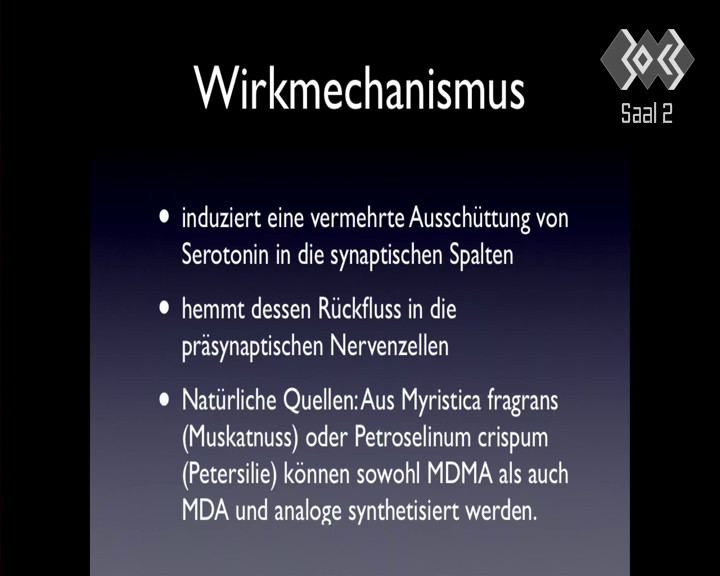 Wirkmechanismus
Saal 2
• induziert eine vermehrte Ausschüttung von
Serotonin in die synaptischen Spalten
• hemmt dessen Rückfluss in die
präsynaptischen Nervenzellen
• Natürliche Quellen: Aus Myristica fragrans
(Muskatnuss) oder Petroselinum crispum
(Petersilie) können sowohl MDMA als auch
MDA und analoge synthetisiert werden.